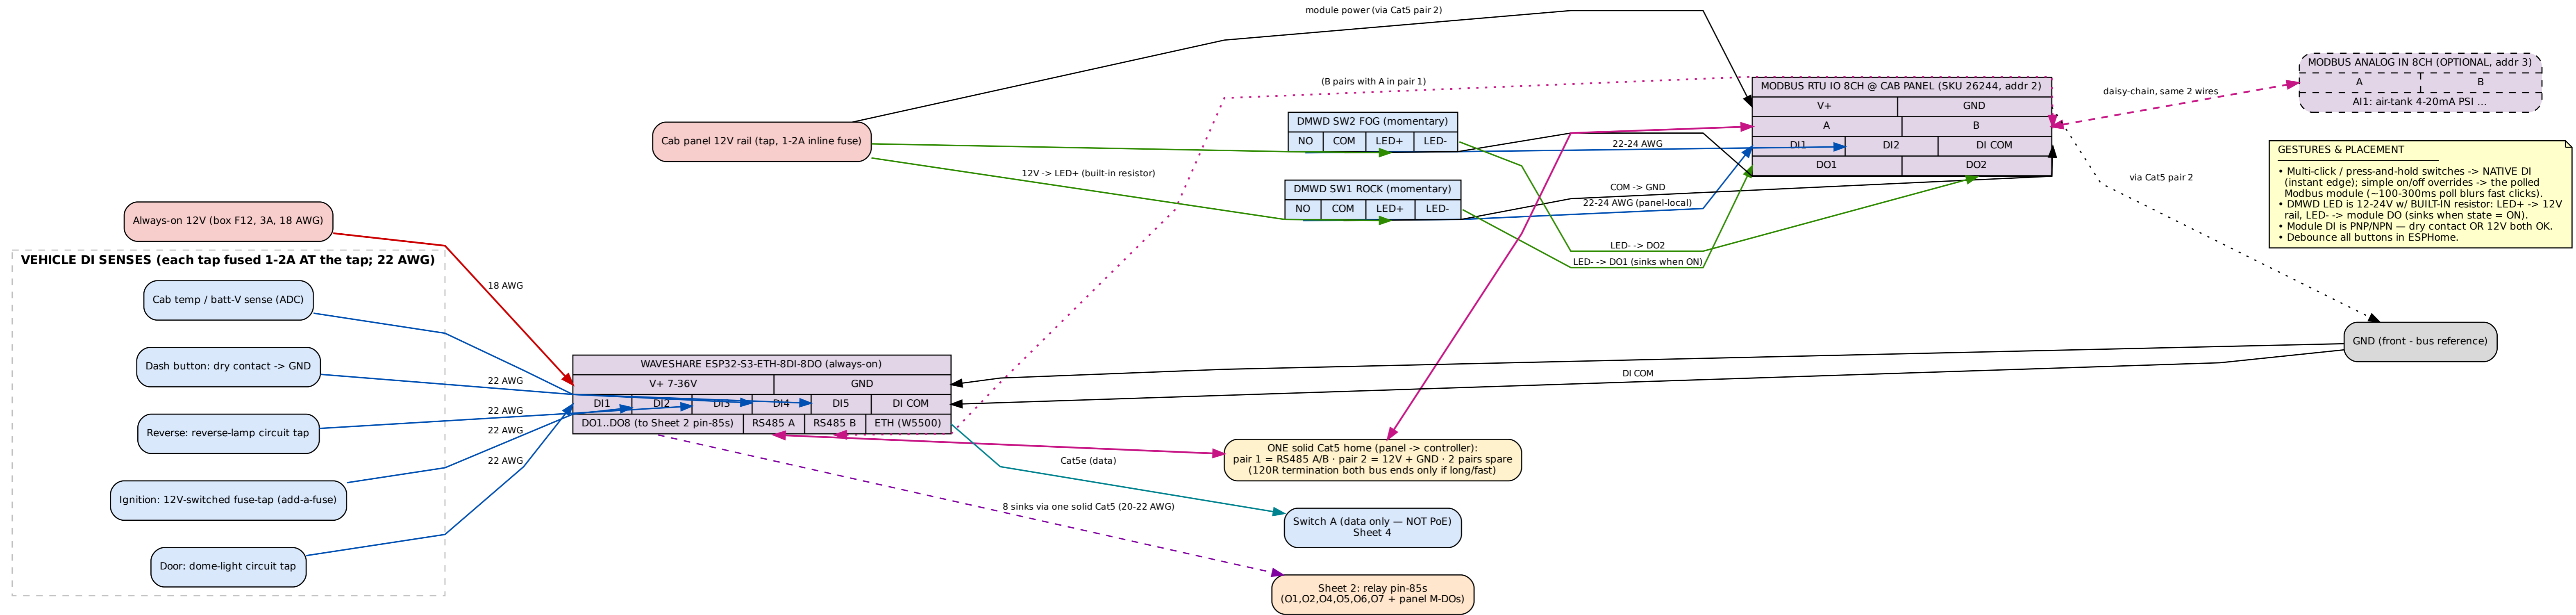 module power (via Cat5 pair 2)
(B pairs with A in pair 1)
MODBUS RTU IO 8CH @ CAB PANEL (SKU 26244, addr 2)
V+ GND
A B
DI1 DI2 DI COM
DO1 DO2
MODBUS ANALOG IN 8CH (OPTIONAL, addr 3)
A B
AI1: air-tank 4-20mA PSI ...
daisy-chain, same 2 wires
Cab panel 12V rail (tap, 1-2A inline fuse)
DMWD SW2 FOG (momentary)
NO COM LED+ LED-
22-24 AWG
12V -> LED+ (built-in resistor)
DMWD SW1 ROCK (momentary)
NO COM LED+ LED-
COM -> GND
22-24 AWG (panel-local)
LED- -> DO2
LED- -> DO1 (sinks when ON)
via Cat5 pair 2
GESTURES & PLACEMENT
• Multi-click / press-and-hold switches -> NATIVE DI
(instant edge); simple on/off overrides -> the polled
Modbus module (~100-300ms poll blurs fast clicks).
• DMWD LED is 12-24V w/ BUILT-IN resistor: LED+ -> 12V
rail, LED- -> module DO (sinks when state = ON).
• Module DI is PNP/NPN — dry contact OR 12V both OK.
• Debounce all buttons in ESPHome.
Always-on 12V (box F12, 3A, 18 AWG)
VEHICLE DI SENSES (each tap fused 1-2A AT the tap; 22 AWG)
18 AWG
Cab temp / batt-V sense (ADC)
Dash button: dry contact -> GND
22 AWG
Reverse: reverse-lamp circuit tap
22 AWG
22 AWG
22 AWG
Ignition: 12V-switched fuse-tap (add-a-fuse)
Door: dome-light circuit tap
WAVESHARE ESP32-S3-ETH-8DI-8DO (always-on)
V+ 7-36V GND
DI1 DI2 DI3 DI4 DI5 DI COM
DO1..DO8 (to Sheet 2 pin-85s) RS485 A RS485 B ETH (W5500)
GND (front - bus reference)
DI COM
ONE solid Cat5 home (panel -> controller):
pair 1 = RS485 A/B · pair 2 = 12V + GND · 2 pairs spare
(120R termination both bus ends only if long/fast)
Cat5e (data)
8 sinks via one solid Cat5 (20-22 AWG)
Switch A (data only — NOT PoE)
Sheet 4
Sheet 2: relay pin-85s
(O1,O2,O4,O5,O6,O7 + panel M-DOs)